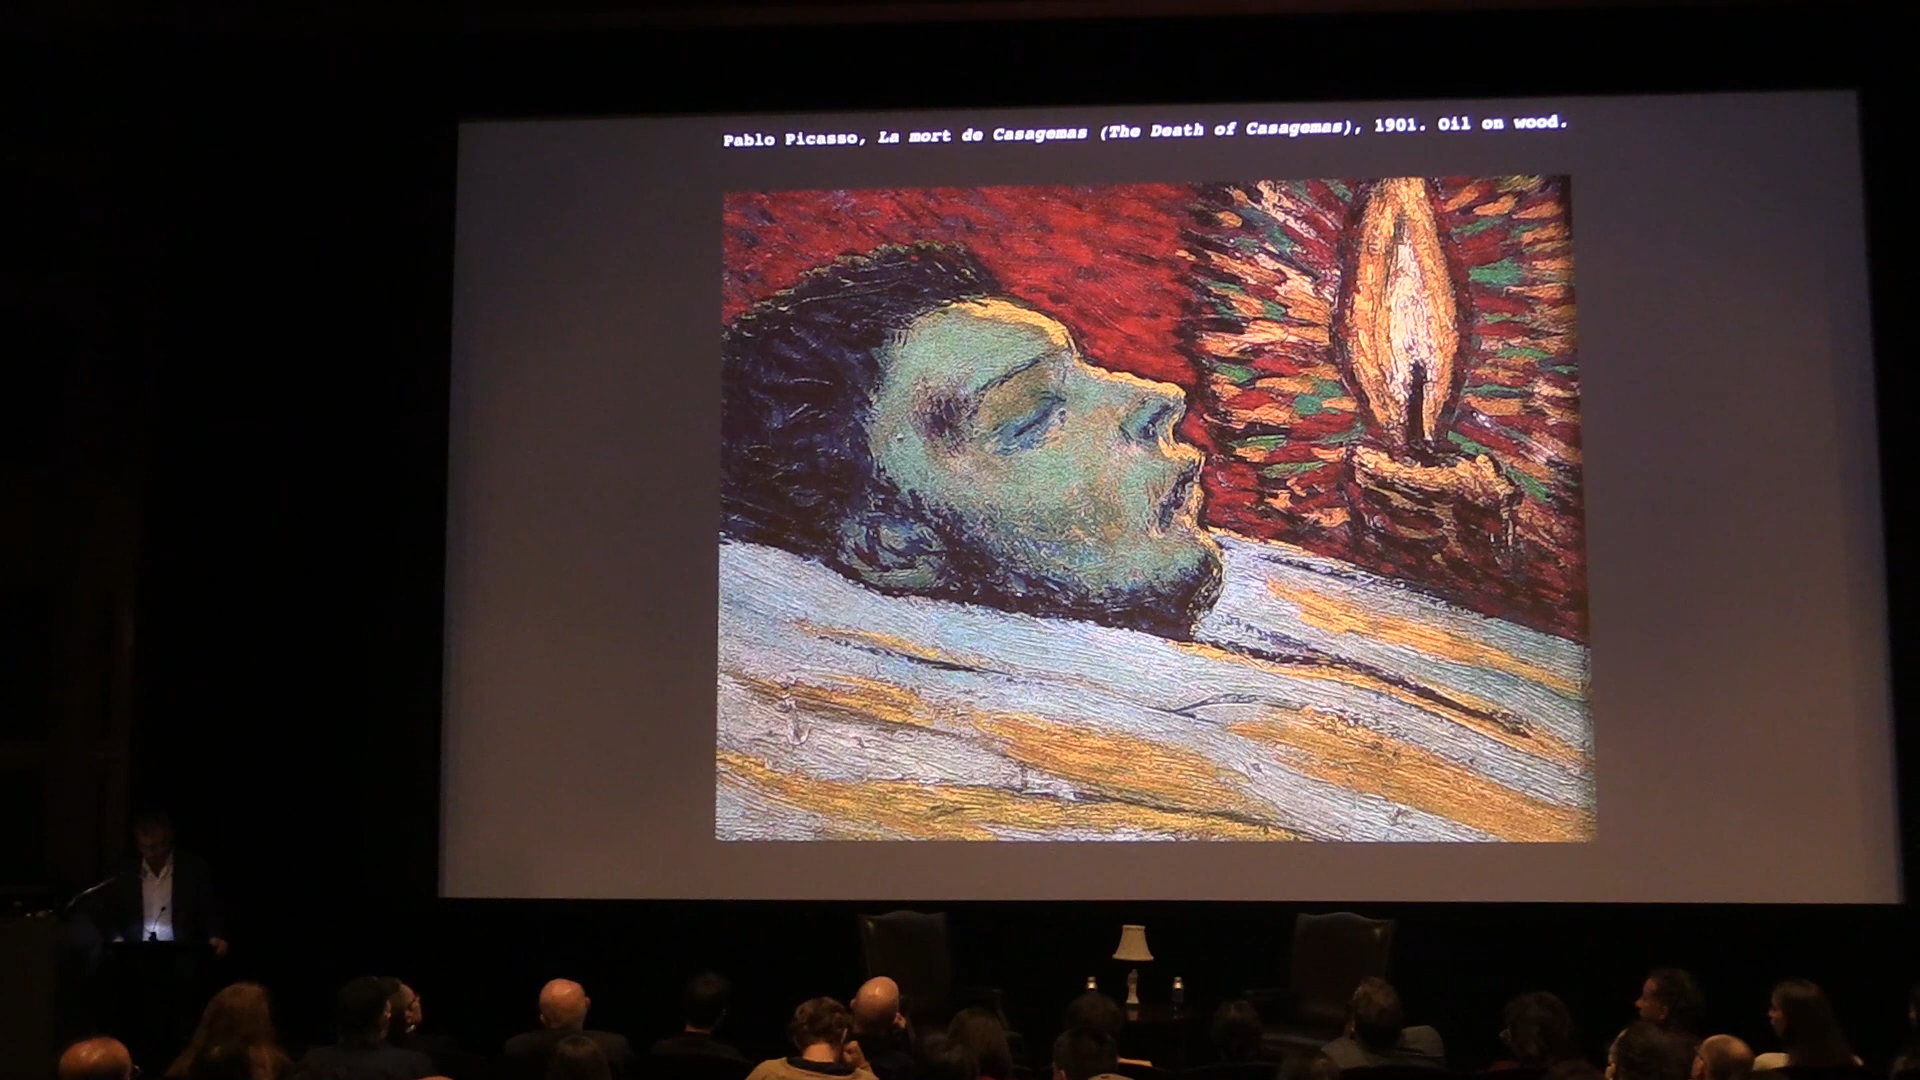 Pablo Picasso, La mort de Casagemas (The Death of Casagemas), 1901. Oil on wood.